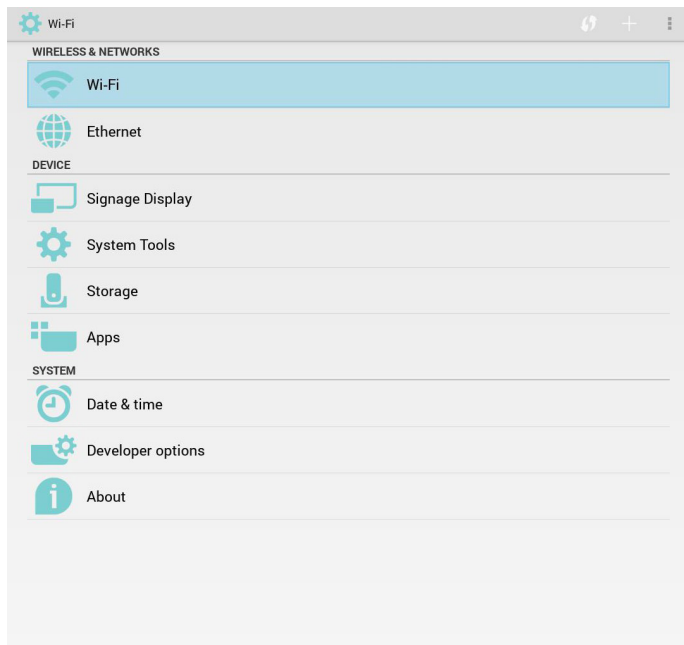 Wi-Fi
WIRELESS & NETWORKS
Wi-Fi
Ethernet
DEVICE
Signage Display
System Tools
Storage
Apps
SYSTEM
Date & time
Developer options
About